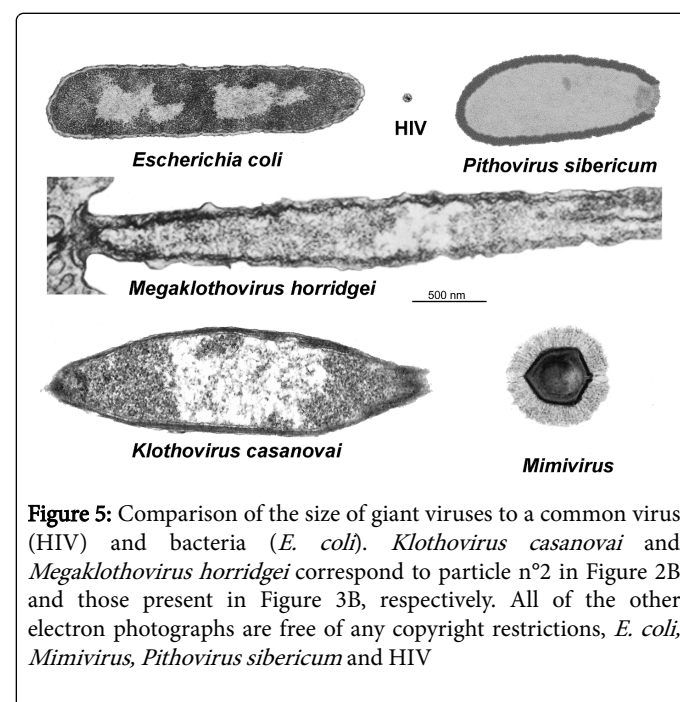 Escherichia coli
HIV
Pithovirus sibericum
Megaklothovirus horridgei
500 nm
Klothovirus casanovai
Mimivirus
Figure 5: Comparison of the size of giant viruses to a common virus
(HIV) and bacteria (E. coli). Klothovirus casanovai and
Megaklothovirus horridgei correspond to particle n°2 in Figure 2B
and those present in Figure 3B, respectively. All of the other
electron photographs are free of any copyright restrictions, E. coli,
Mimivirus, Pithovirus sibericum and HIV